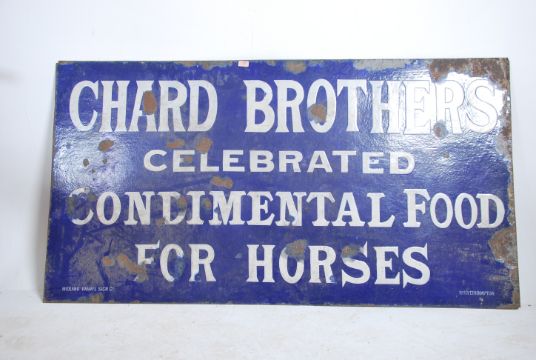 CHARD BROTHERS
CELEBRATED
CONDIMENTAL FOOD
FOR HORSES